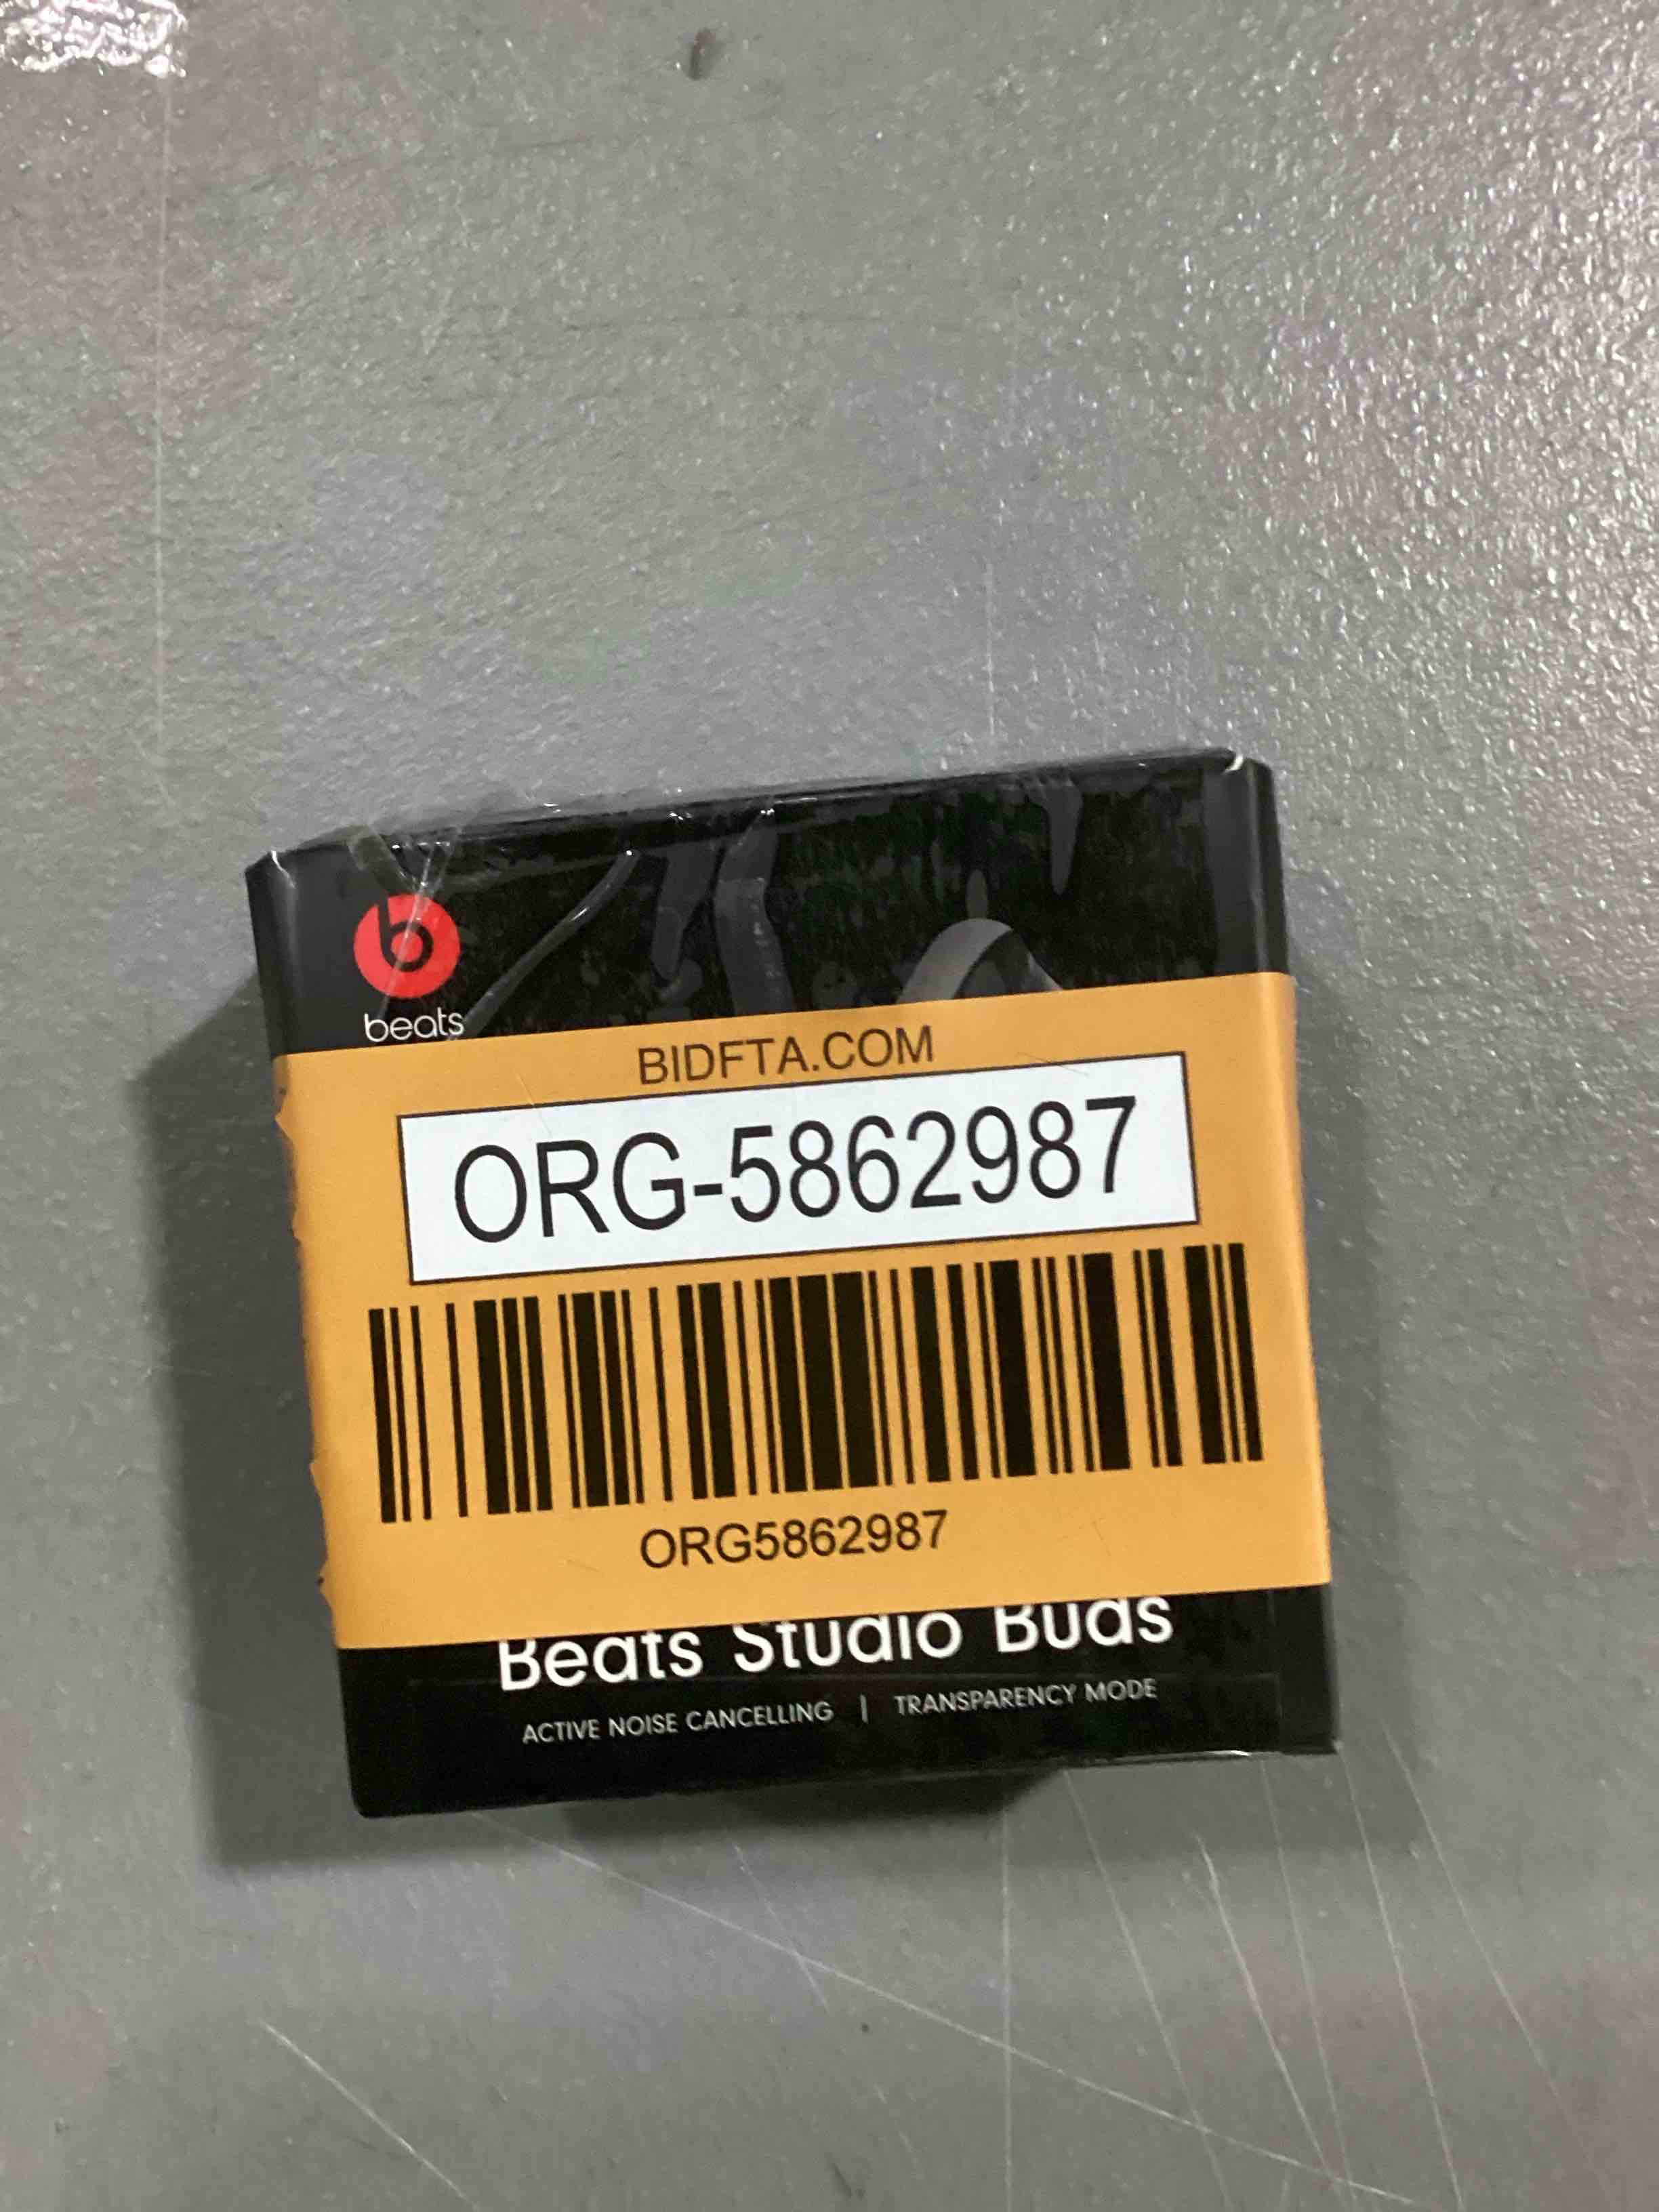 beats
BIDFTA.COM
ORG-5862987
ORG5862987
Beats Studio Buds
ACTIVE NOISE CANCELLING | TRANSPARENCY MODE